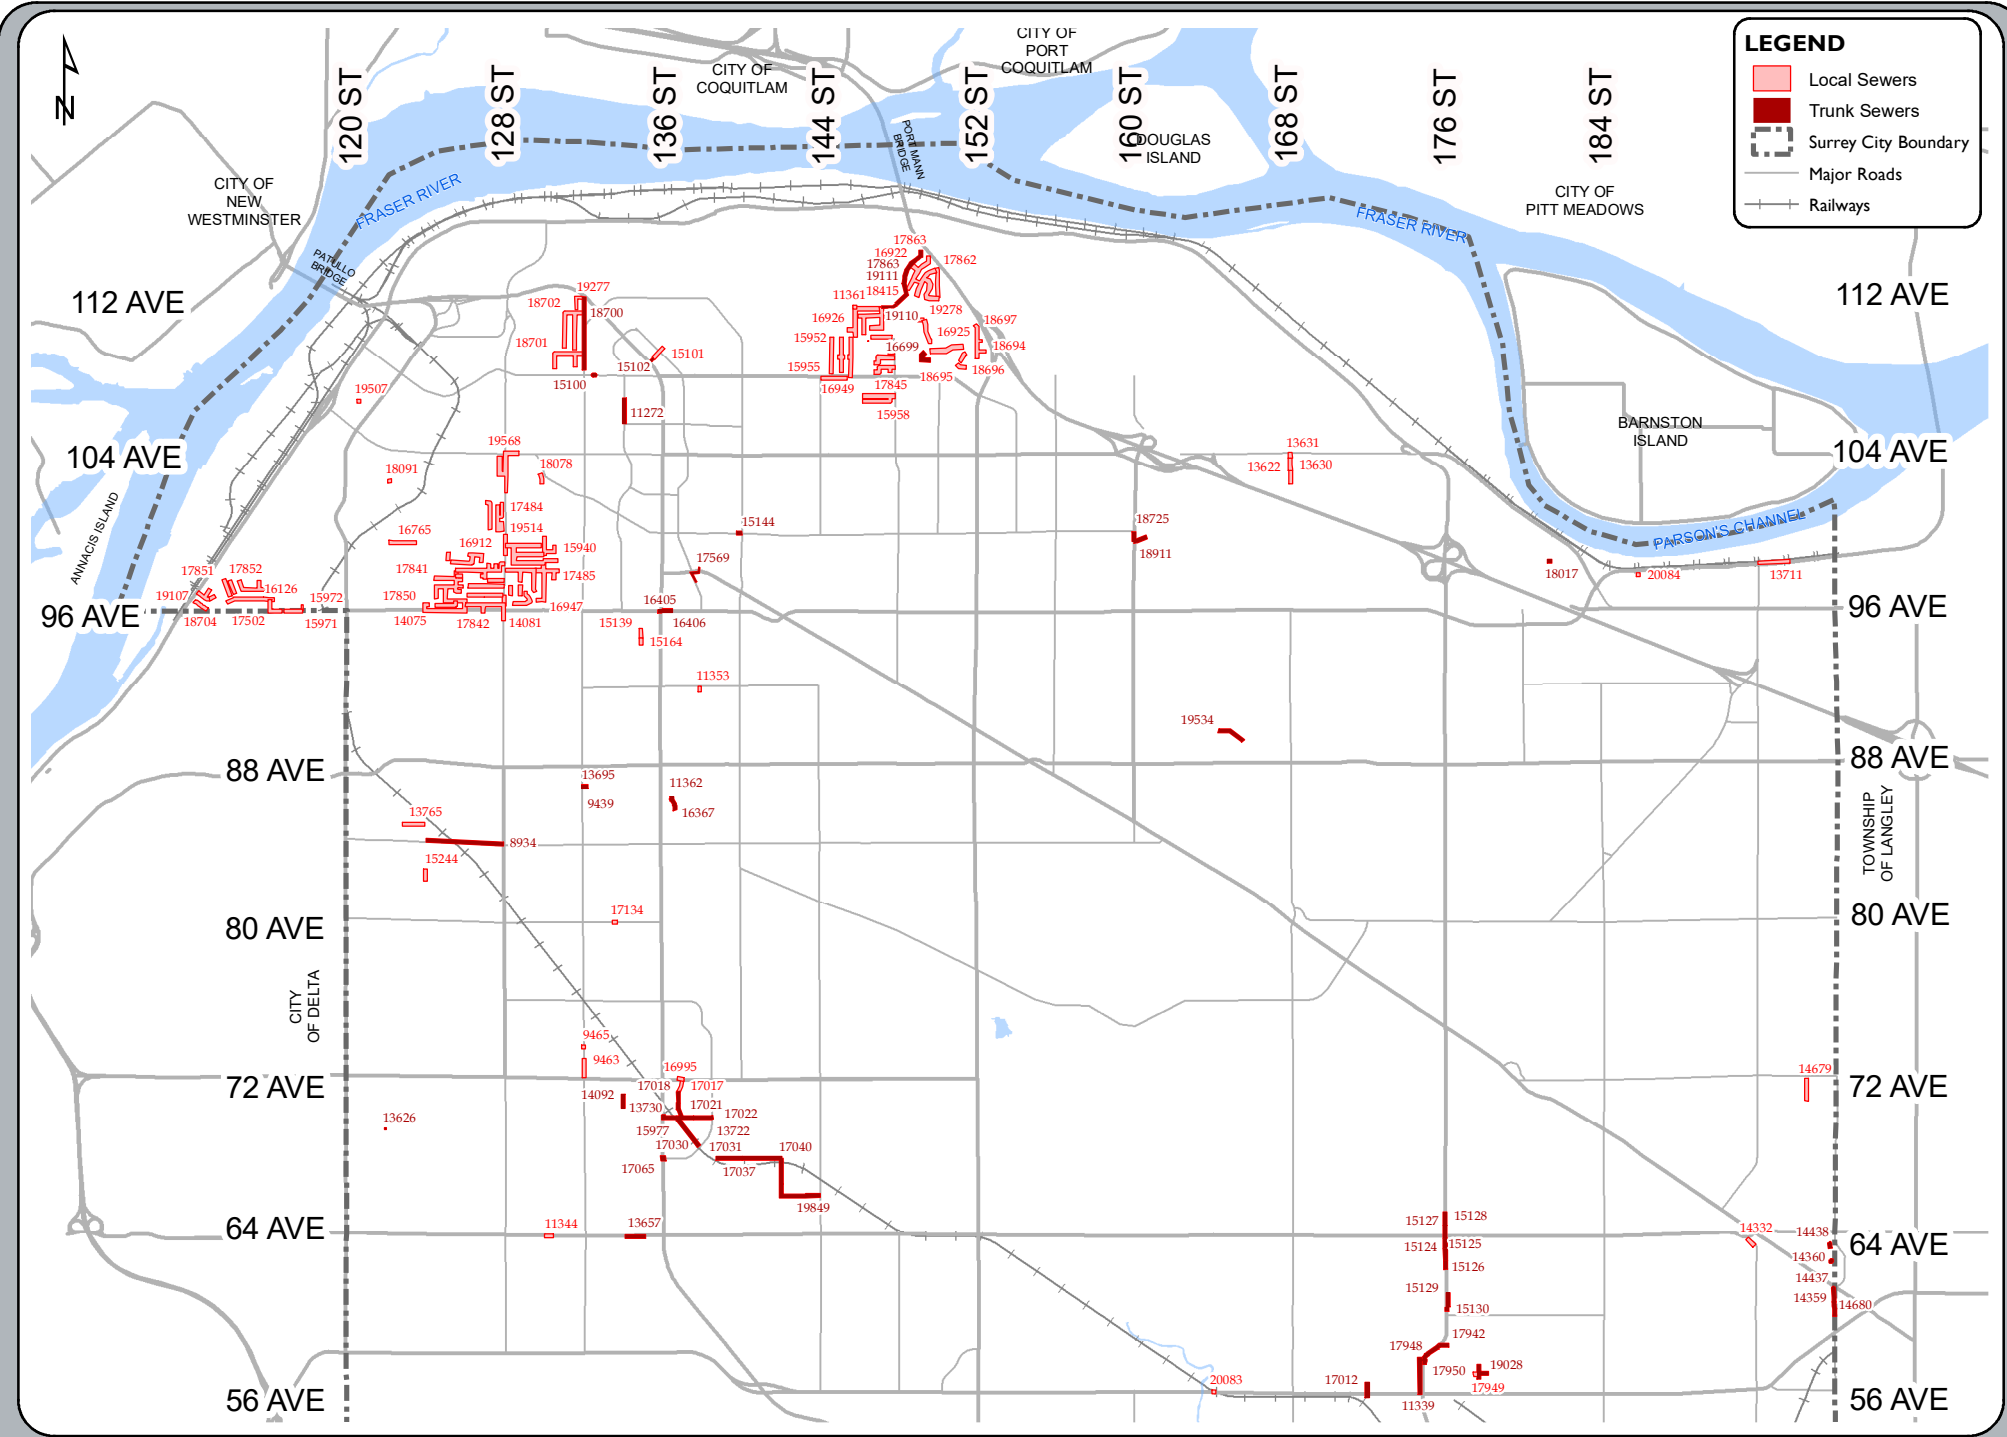 CITY OF
PORT
COQUITLAM
CITY OF
COQUITLAM
LEGEND
Local Sewers
Trunk Sewers
Surrey City Boundary
Major Roads
Railways
N
120 ST
128 ST
136 ST
144 ST
152 ST
160 ST
168 ST
176 ST
184 ST
PORT MANN
BRIDGE
DOUGLAS
ISLAND
CITY OF
NEW
WESTMINSTER
FRASER RIVER
CITY OF
PITT MEADOWS
FRASER RIVER
PATULLO
BRIDGE
112 AVE
112 AVE
17863
16922
17863
17862
19111
18415
11361
19278
19110
16926
16925
18697
15952
16699
18694
15955
18696
16949
17845
18695
15958
19277
18702
18700
18701
15101
15102
15100
11272
19507
BARNSTON
ISLAND
104 AVE
104 AVE
19568
18078
18091
13631
13622
13630
17484
19514
16765
16912
15940
17841
17485
17850
16947
14075
17842
14081
15144
17569
18725
18911
PARSON'S CHANNEL
18017
20084
13711
ANNACIS ISLAND
17851
17852
16126
19107
15972
18704
17502
15971
96 AVE
96 AVE
16405
16406
15139
15164
11353
19534
88 AVE
88 AVE
13695
9439
11362
16367
13765
8934
15244
TOWNSHIP
OF LANGLEY
17134
80 AVE
80 AVE
CITY
OF DELTA
9465
9463
16995
17018
17017
14092
13730
17021
17022
15977
13722
17030
17031
17040
17065
17037
19849
13626
72 AVE
72 AVE
14679
64 AVE
64 AVE
11344
13657
15127
15128
15124
15125
15126
15129
15130
14332
14438
14360
14437
14359
14680
17942
17948
17950
19028
17949
17012
11339
20083
56 AVE
56 AVE